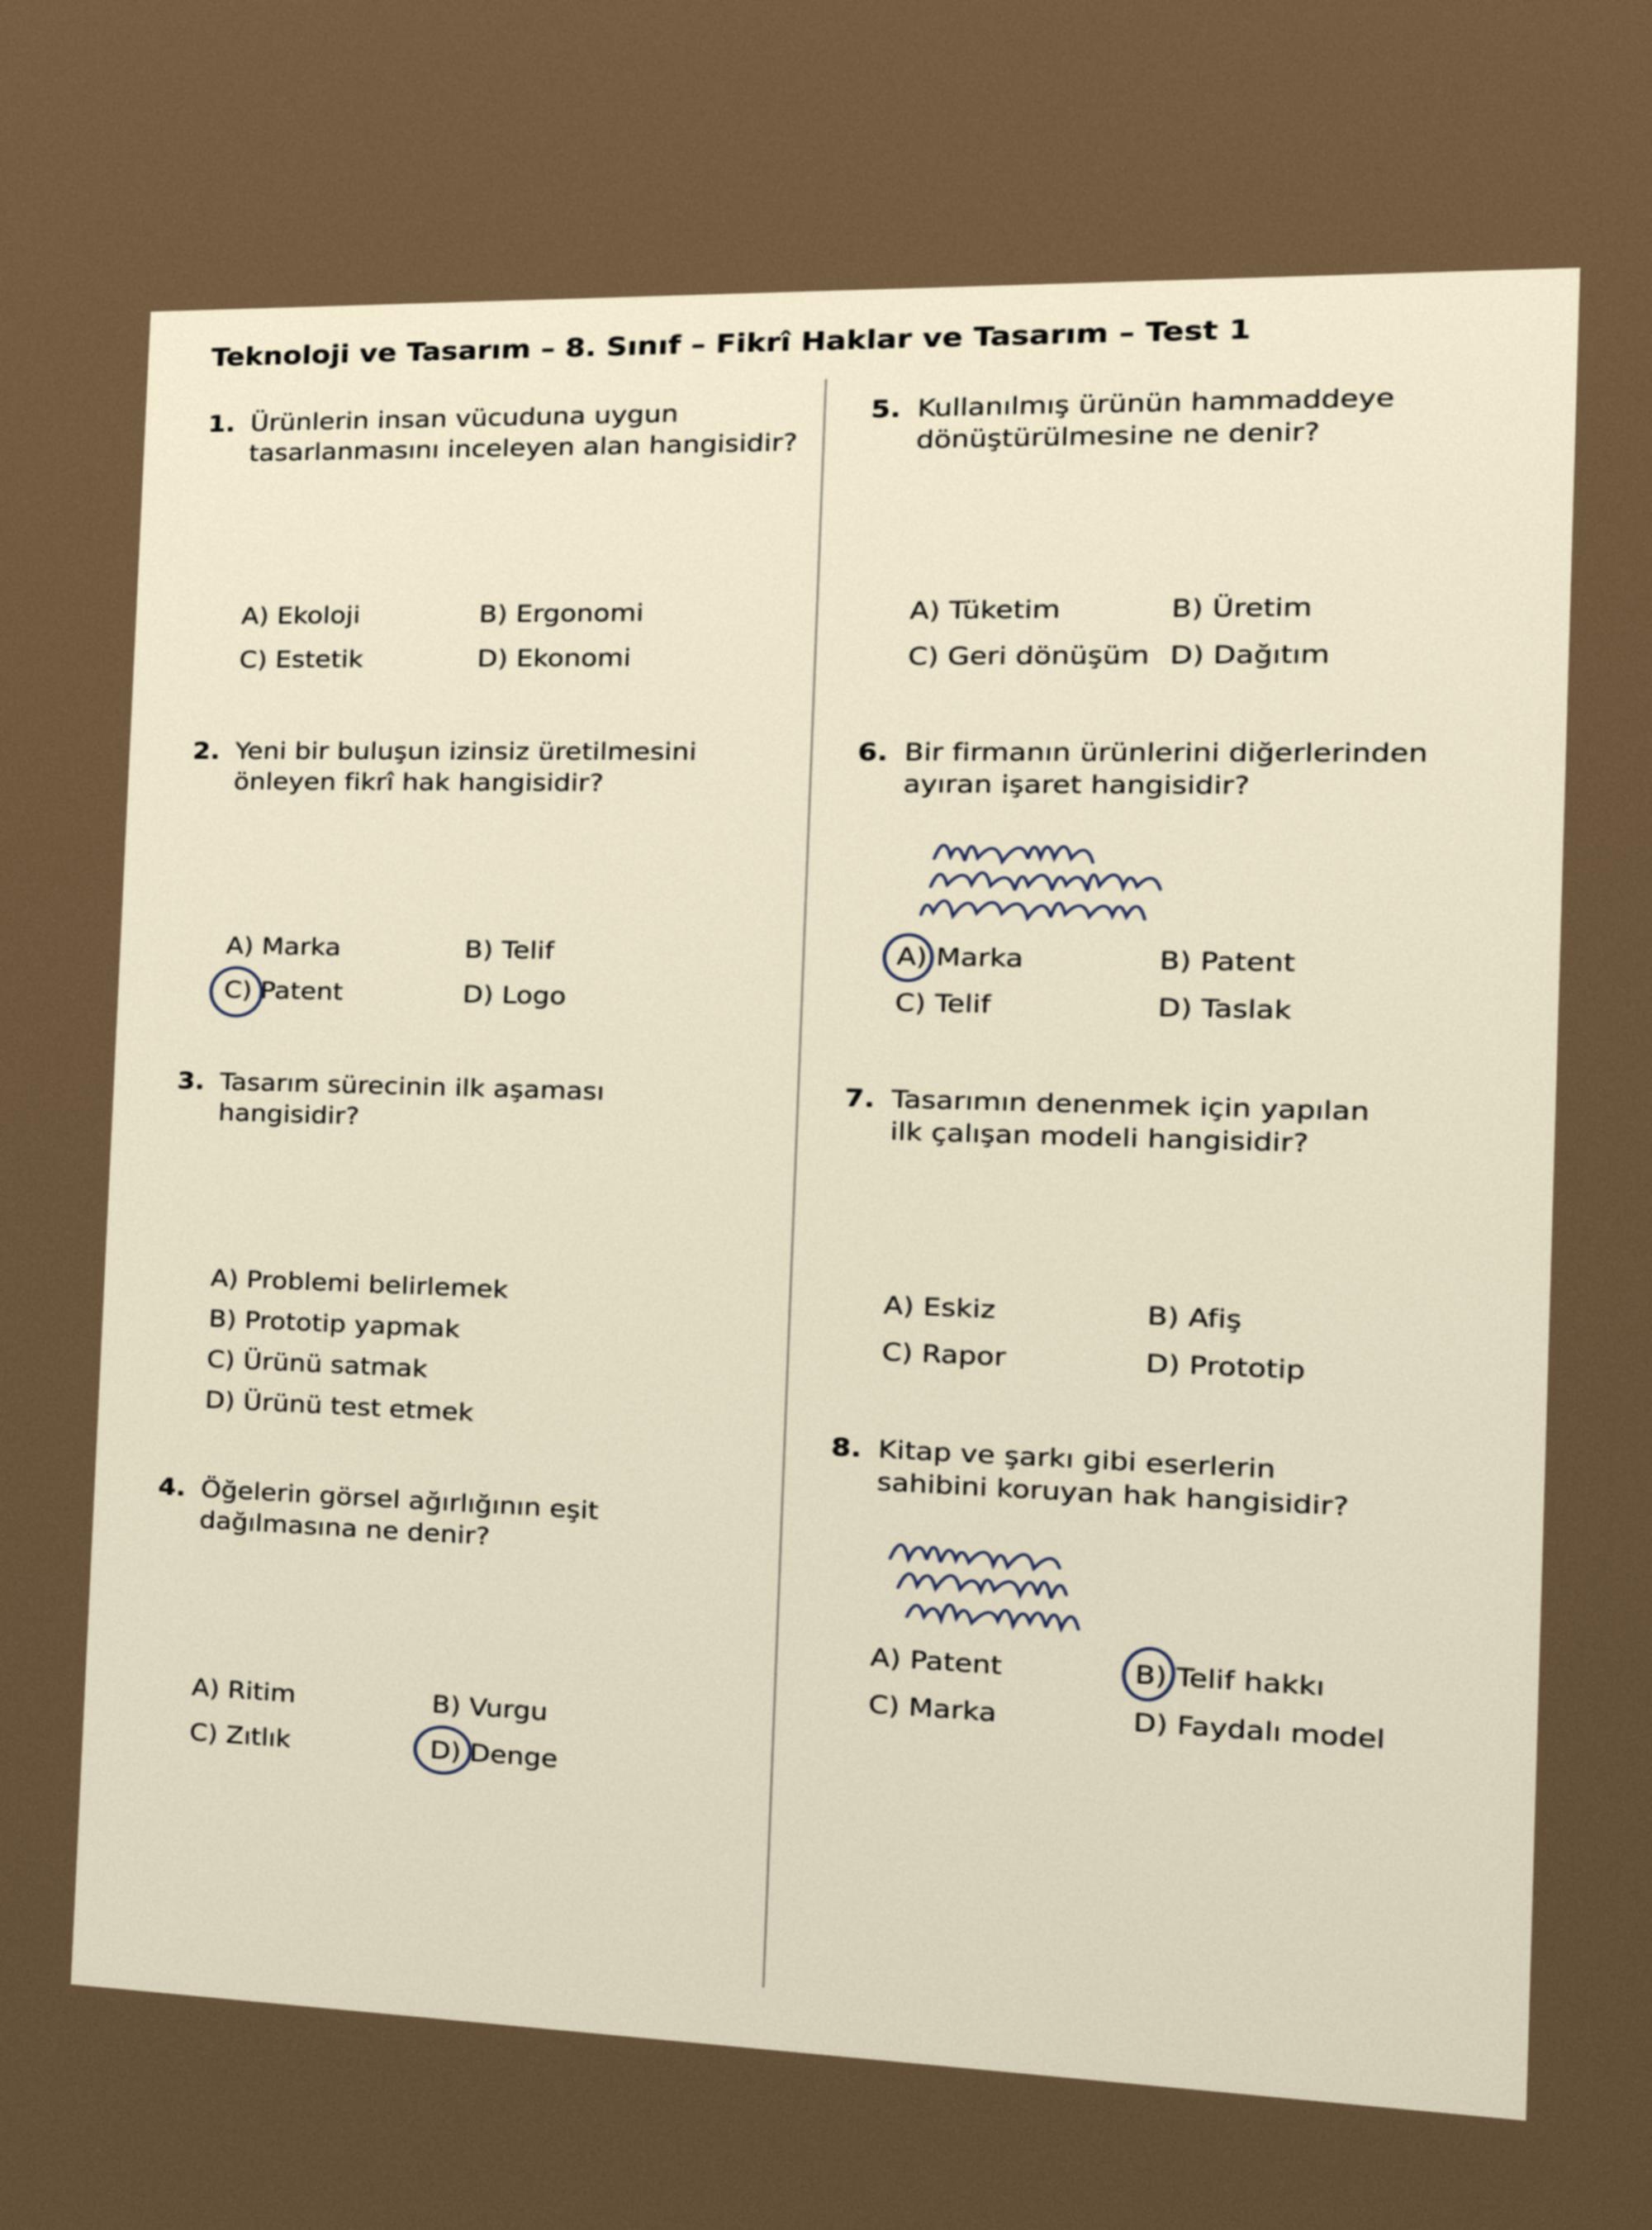 Teknoloji ve Tasarım – 8. Sınıf – Fikrî Haklar ve Tasarım – Test 1
1. Ürünlerin insan vücuduna uygun
tasarlanmasını inceleyen alan hangisidir?
A) Ekoloji B) Ergonomi
C) Estetik D) Ekonomi
2. Yeni bir buluşun izinsiz üretilmesini
önleyen fikrî hak hangisidir?
A) Marka B) Telif
C) Patent D) Logo
3. Tasarım sürecinin ilk aşaması
hangisidir?
A) Problemi belirlemek
B) Prototip yapmak
C) Ürünü satmak
D) Ürünü test etmek
4. Öğelerin görsel ağırlığının eşit
dağılmasına ne denir?
A) Ritim B) Vurgu
C) Zıtlık D) Denge
5. Kullanılmış ürünün hammaddeye
dönüştürülmesine ne denir?
A) Tüketim B) Üretim
C) Geri dönüşüm D) Dağıtım
6. Bir firmanın ürünlerini diğerlerinden
ayıran işaret hangisidir?
A) Marka B) Patent
C) Telif D) Taslak
7. Tasarımın denenmek için yapılan
ilk çalışan modeli hangisidir?
A) Eskiz B) Afiş
C) Rapor D) Prototip
8. Kitap ve şarkı gibi eserlerin
sahibini koruyan hak hangisidir?
A) Patent B) Telif hakkı
C) Marka D) Faydalı model